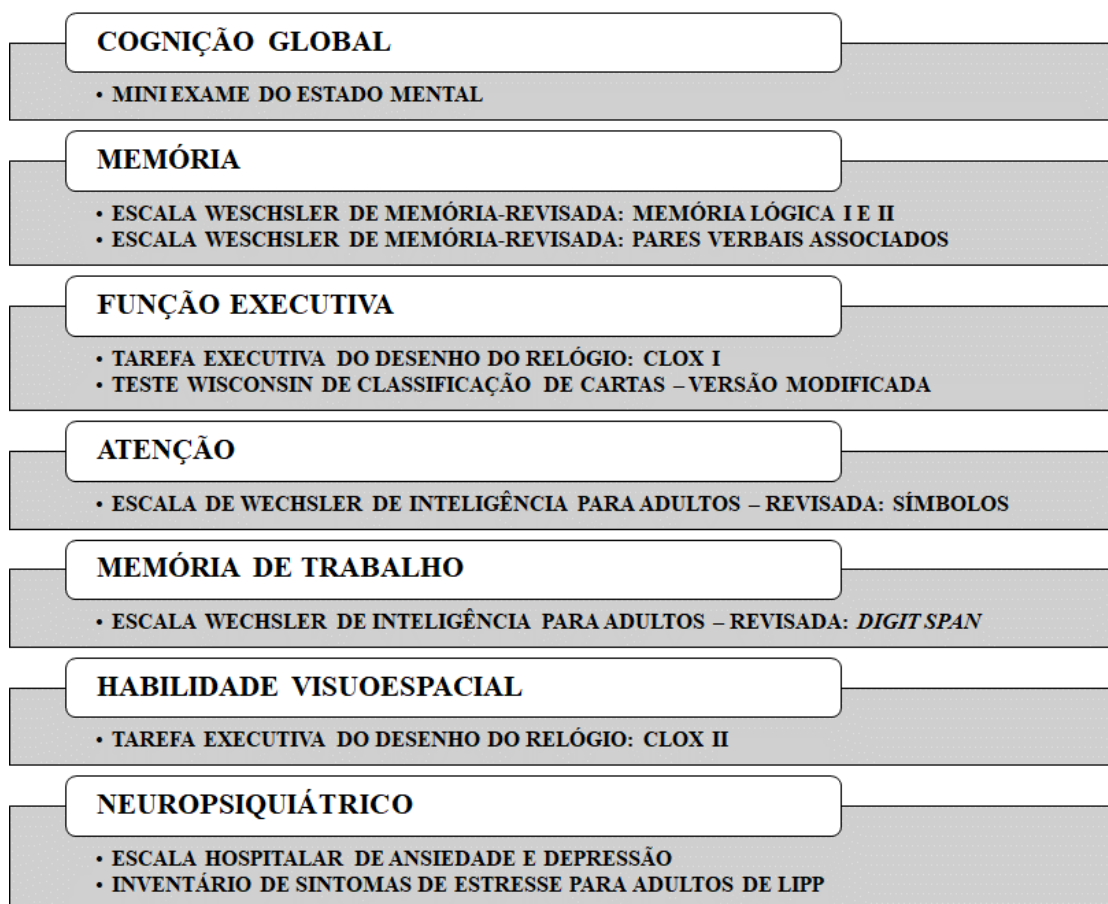 COGNIÇÃO GLOBAL
• MINI EXAME DO ESTADO MENTAL
MEMÓRIA
• ESCALA WESCHSLER DE MEMÓRIA-REVISADA: MEMÓRIA LÓGICA I E II
• ESCALA WESCHSLER DE MEMÓRIA-REVISADA: PARES VERBAIS ASSOCIADOS
FUNÇÃO EXECUTIVA
• TAREFA EXECUTIVA DO DESENHO DO RELÓGIO: CLOX I
• TESTE WISCONSIN DE CLASSIFICAÇÃO DE CARTAS – VERSÃO MODIFICADA
ATENÇÃO
• ESCALA DE WECHSLER DE INTELIGÊNCIA PARA ADULTOS – REVISADA: SÍMBOLOS
MEMÓRIA DE TRABALHO
• ESCALA WECHSLER DE INTELIGÊNCIA PARA ADULTOS – REVISADA: DIGIT SPAN
HABILIDADE VISUOESPACIAL
• TAREFA EXECUTIVA DO DESENHO DO RELÓGIO: CLOX II
NEUROPSIQUIÁTRICO
• ESCALA HOSPITALAR DE ANSIEDADE E DEPRESSÃO
• INVENTÁRIO DE SINTOMAS DE ESTRESSE PARA ADULTOS DE LIPP